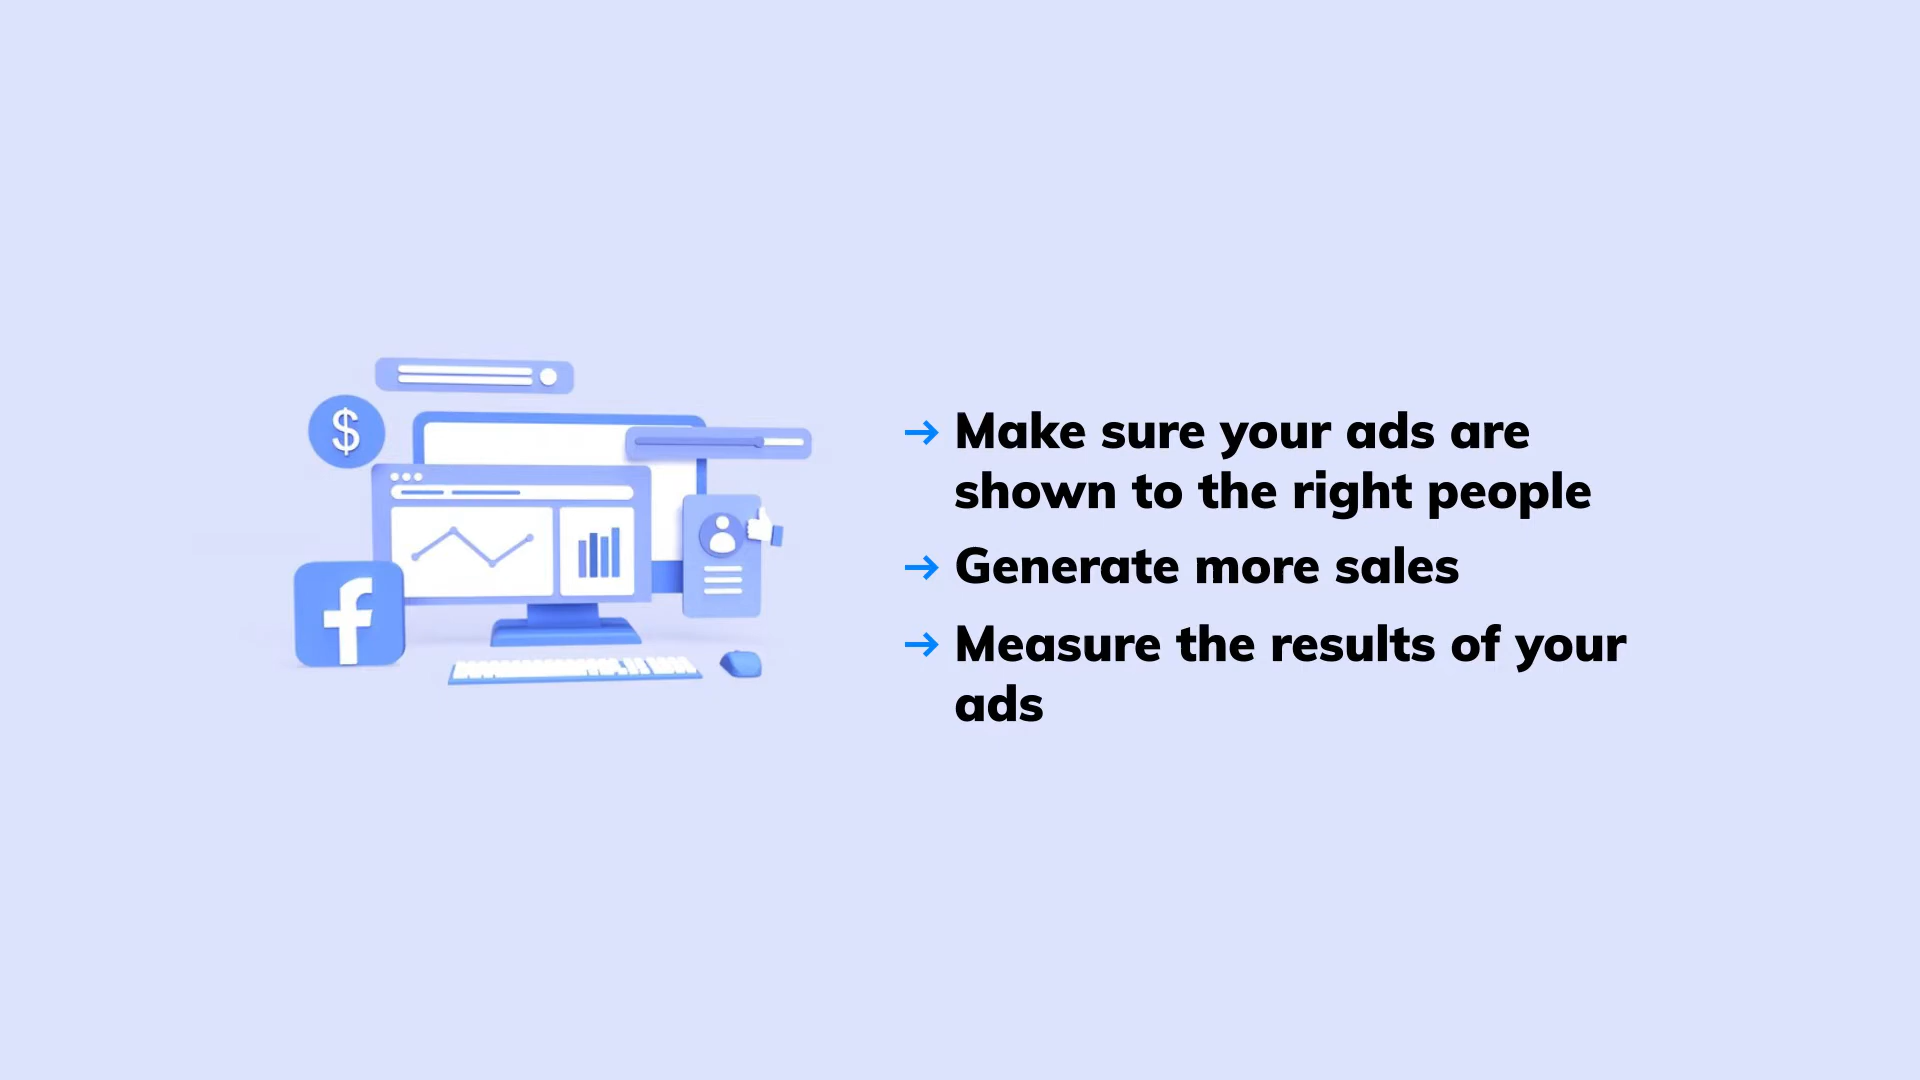 $
f
→ Make sure your ads are
shown to the right people
→ Generate more sales
→ Measure the results of your
ads